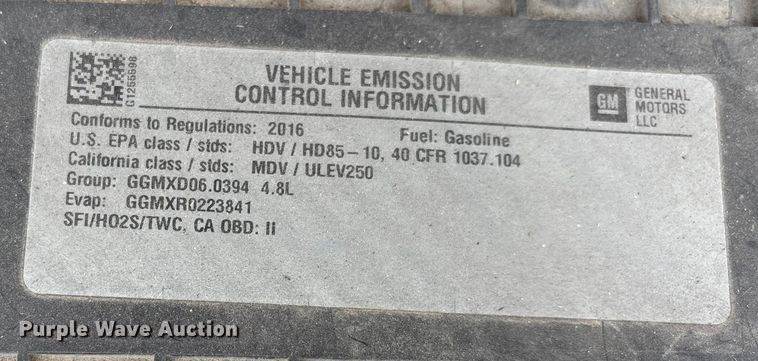 G1255598
VEHICLE EMISSION
CONTROL INFORMATION
GM
GENERAL
MOTORS
LLC
Conforms to Regulations: 2016 Fuel: Gasoline
U.S. EPA class / stds: HDV / HD85-10, 40 CFR 1037.104
California class / stds: MDV / ULEV250
Group: GGMXD06.0394 4.8L
Evap: GGMXR0223841
SFI/HO2S/TWC, CA OBD: II
Purple Wave Auction